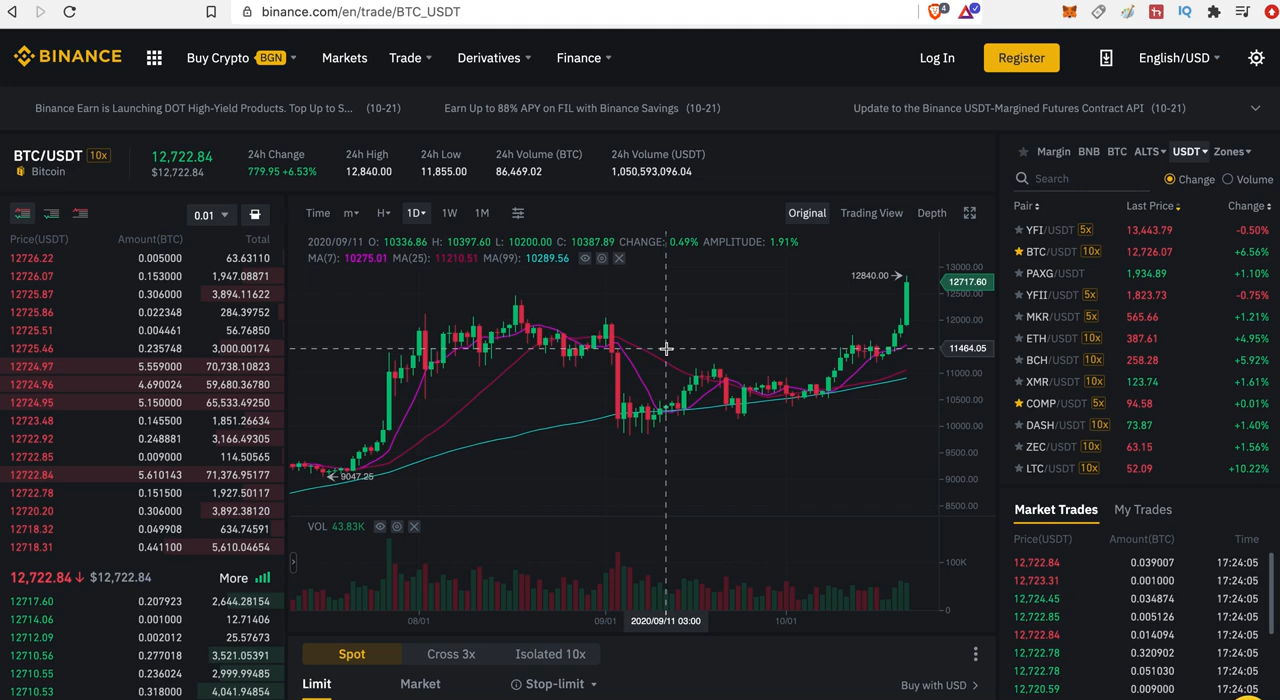 binance.com/en/trade/BTC_USDT
4
BINANCE
Buy Crypto BGN
Markets
Trade
Derivatives
Finance
Log In
Register
English/USD
Binance Earn is Launching DOT High-Yield Products. Top Up to S... (10-21)
Earn Up to 88% APY on FIL with Binance Savings (10-21)
Update to the Binance USDT-Margined Futures Contract API (10-21)
BTC/USDT 10x
Bitcoin
12,722.84
$12,722.84
24h Change
779.95 +6.53%
24h High
12,840.00
24h Low
11,855.00
24h Volume (BTC)
86,469.02
24h Volume (USDT)
1,050,593,096.04
0.01
Price(USDT) Amount(BTC) Total
12726.22 0.005000 63.63110
12726.07 0.153000 1,947.08871
12725.87 0.306000 3,894.11622
12725.86 0.022348 284.39752
12725.51 0.004461 56.76850
12725.46 0.235748 3,000.00174
12724.97 5.559000 70,738.10823
12724.96 4.690024 59,680.36780
12724.95 5.150000 65,533.49250
12723.48 0.145500 1,851.26634
12722.92 0.248881 3,166.49305
12722.85 0.009000 114.50565
12722.84 5.610143 71,376.95177
12722.78 0.151500 1,927.50117
12720.20 0.306000 3,892.38120
12718.32 0.049908 634.74591
12718.31 0.441100 5,610.04654
12,722.84 $12,722.84 More
12717.60 0.207923 2,644.28154
12714.06 0.001000 12.71406
12712.09 0.002012 25.57673
12710.56 0.277018 3,521.05391
12710.55 0.236024 2,999.99485
12710.53 0.318000 4,041.94854
Time m H 1D 1W 1M
Original Trading View Depth
2020/09/11 O: 10336.86 H: 10397.60 L: 10200.00 C: 10387.89 CHANGE: 0.49% AMPLITUDE: 1.91%
MA(7): 10275.01 MA(25): 11210.51 MA(99): 10289.56
12840.00
9047.25
13000.00
12717.60
12500.00
12000.00
11464.05
11000.00
10500.00
10000.00
9500.00
9000.00
8500.00
VOL 43.83K
100K
0
08/01 09/01 2020/09/11 03:00 10/01
Spot Cross 3x Isolated 10x
Limit Market Stop-limit
Buy with USD
Margin BNB BTC ALTS USDT Zones
Search
Change Volume
Pair Last Price Change
YFI/USDT 5x 13,443.79 -0.50%
BTC/USDT 10x 12,726.07 +6.56%
PAXG/USDT 1,934.89 +1.10%
YFII/USDT 5x 1,823.73 -0.75%
MKR/USDT 5x 565.66 +1.21%
ETH/USDT 10x 387.61 +4.95%
BCH/USDT 10x 258.28 +5.92%
XMR/USDT 10x 123.74 +1.61%
COMP/USDT 5x 94.58 +0.01%
DASH/USDT 10x 73.87 +1.40%
ZEC/USDT 10x 63.15 +1.56%
LTC/USDT 10x 52.09 +10.22%
Market Trades My Trades
Price(USDT) Amount(BTC) Time
12,722.84 0.039007 17:24:05
12,723.31 0.001000 17:24:05
12,724.45 0.034874 17:24:05
12,722.85 0.005126 17:24:05
12,722.84 0.014094 17:24:05
12,722.78 0.320902 17:24:05
12,722.78 0.051030 17:24:05
12,720.59 0.009000 17:24:05